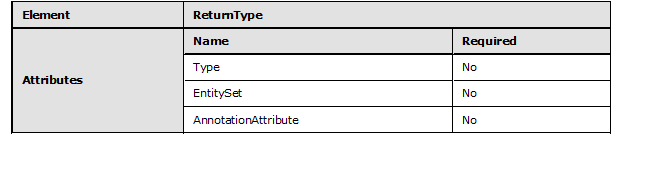 Element ReturnType
Attributes Name Required
Type No
EntitySet No
AnnotationAttribute No